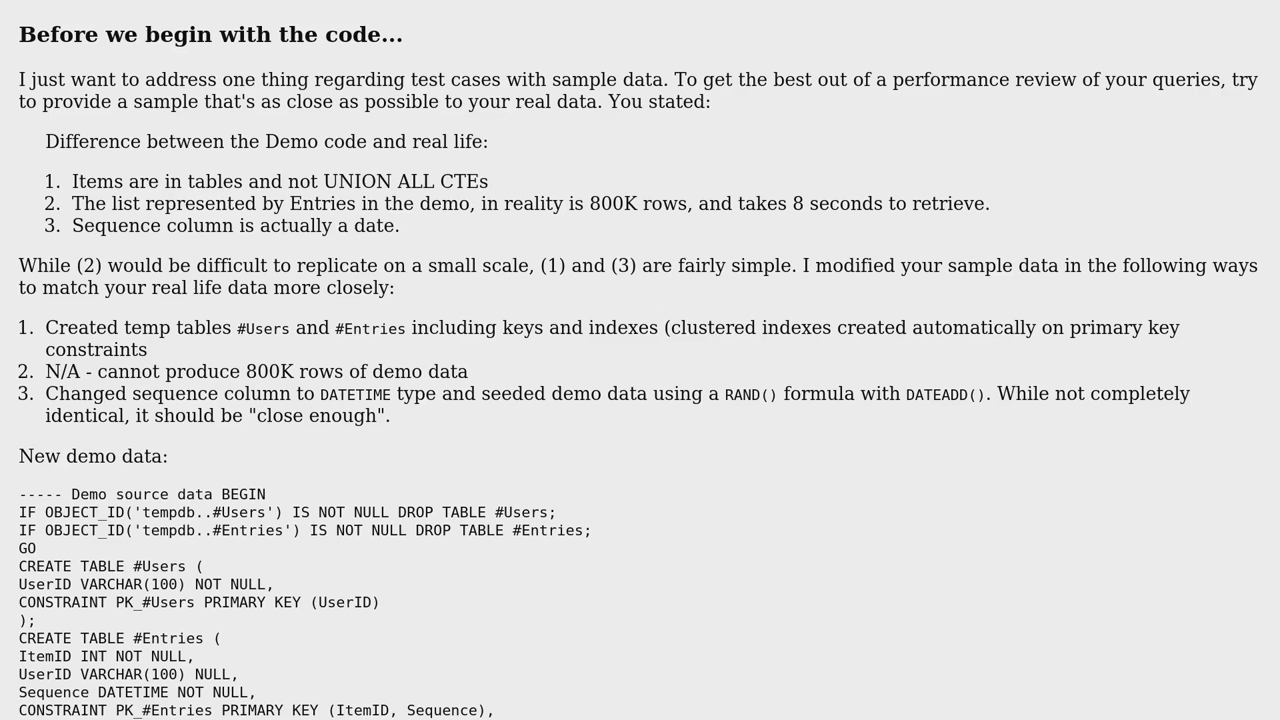 Before we begin with the code...
I just want to address one thing regarding test cases with sample data. To get the best out of a performance review of your queries, try
to provide a sample that's as close as possible to your real data. You stated:
Difference between the Demo code and real life:
1. Items are in tables and not UNION ALL CTEs
2. The list represented by Entries in the demo, in reality is 800K rows, and takes 8 seconds to retrieve.
3. Sequence column is actually a date.
While (2) would be difficult to replicate on a small scale, (1) and (3) are fairly simple. I modified your sample data in the following ways
to match your real life data more closely:
1. Created temp tables #Users and #Entries including keys and indexes (clustered indexes created automatically on primary key
constraints
2. N/A - cannot produce 800K rows of demo data
3. Changed sequence column to DATETIME type and seeded demo data using a RAND() formula with DATEADD(). While not completely
identical, it should be "close enough".
New demo data:
----- Demo source data BEGIN
IF OBJECT_ID('tempdb..#Users') IS NOT NULL DROP TABLE #Users;
IF OBJECT_ID('tempdb..#Entries') IS NOT NULL DROP TABLE #Entries;
GO
CREATE TABLE #Users (
UserID VARCHAR(100) NOT NULL,
CONSTRAINT PK_#Users PRIMARY KEY (UserID)
);
CREATE TABLE #Entries (
ItemID INT NOT NULL,
UserID VARCHAR(100) NULL,
Sequence DATETIME NOT NULL,
CONSTRAINT PK_#Entries PRIMARY KEY (ItemID, Sequence),